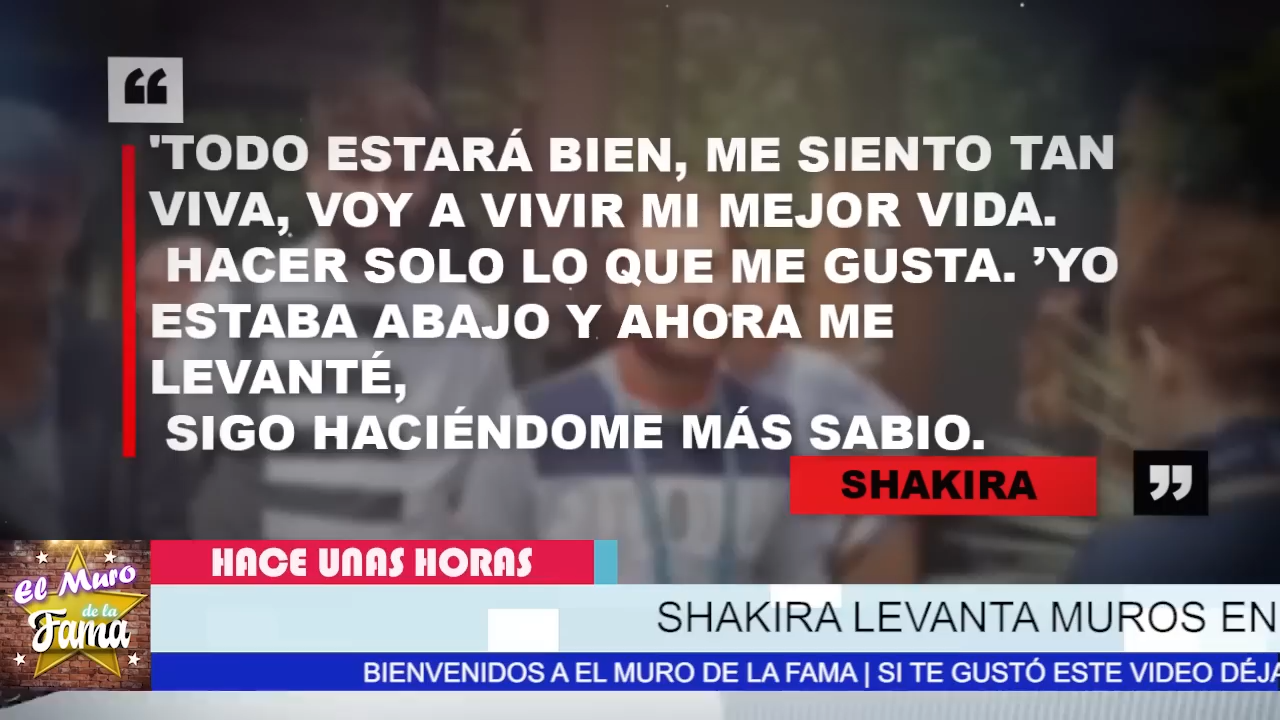 “
'TODO ESTARÁ BIEN, ME SIENTO TAN
VIVA, VOY A VIVIR MI MEJOR VIDA.
HACER SOLO LO QUE ME GUSTA. ’YO
ESTABA ABAJO Y AHORA ME
LEVANTÉ,
SIGO HACIÉNDOME MÁS SABIO.
SHAKIRA
”
HACE UNAS HORAS
El Muro
de la
Fama
SHAKIRA LEVANTA MUROS EN
BIENVENIDOS A EL MURO DE LA FAMA | SI TE GUSTÓ ESTE VIDEO DÉJA